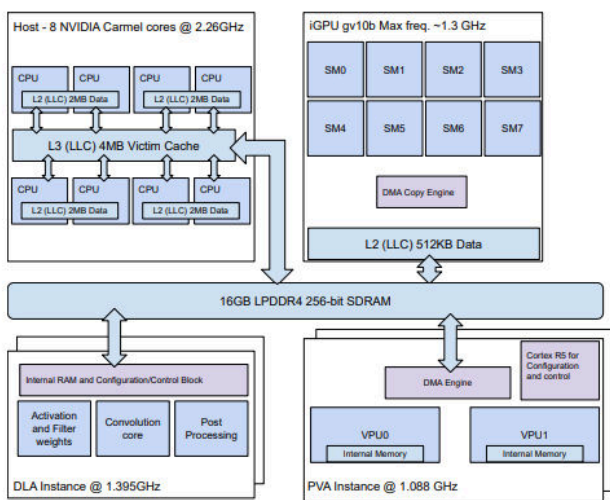 Host - 8 NVIDIA Carmel cores @ 2.26GHz
CPU
CPU
CPU
CPU
L2 (LLC) 2MB Data
L2 (LLC) 2MB Data
L3 (LLC) 4MB Victim Cache
CPU
CPU
CPU
CPU
L2 (LLC) 2MB Data
L2 (LLC) 2MB Data
iGPU gv10b Max freq. ~1.3 GHz
SM0
SM1
SM2
SM3
SM4
SM5
SM6
SM7
DMA Copy Engine
L2 (LLC) 512KB Data
16GB LPDDR4 256-bit SDRAM
Internal RAM and Configuration/Control Block
Activation
and Filter
weights
Convolution
core
Post
Processing
DLA Instance @ 1.395GHz
Cortex R5 for
Configuration
and control
DMA Engine
VPU0
Internal Memory
VPU1
Internal Memory
PVA Instance @ 1.088 GHz